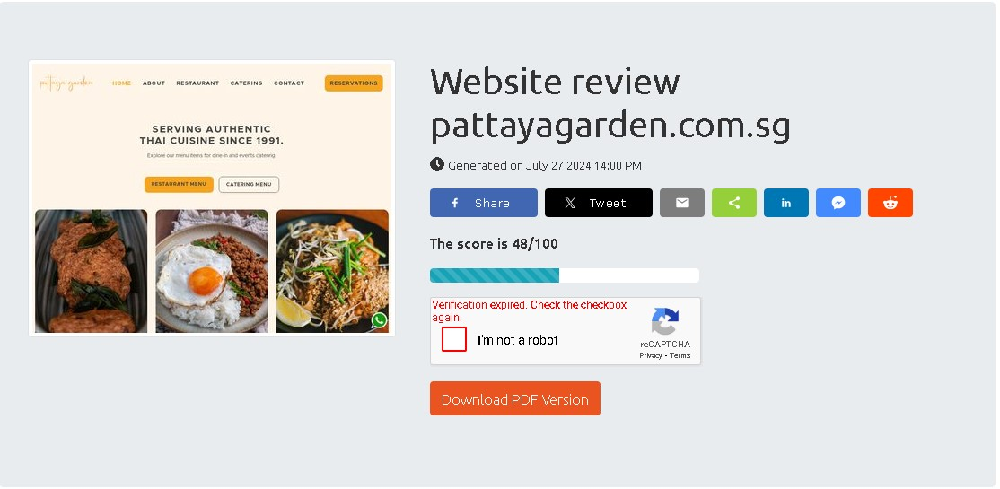 pattaya garden
HOME ABOUT RESTAURANT CATERING CONTACT RESERVATIONS
SERVING AUTHENTIC
THAI CUISINE SINCE 1991.
Explore our menu items for dine-in and events catering.
RESTAURANT MENU CATERING MENU
Website review
pattayagarden.com.sg
Generated on July 27 2024 14:00 PM
Share Tweet
The score is 48/100
Verification expired. Check the checkbox
again.
I'm not a robot
reCAPTCHA
Privacy - Terms
Download PDF Version